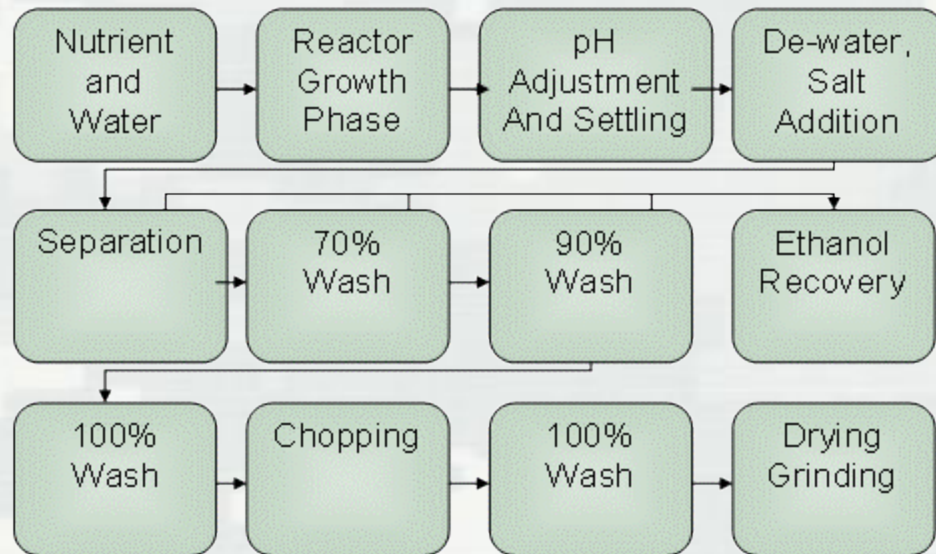 Nutrient
and
Water
Reactor
Growth
Phase
pH
Adjustment
And Settling
De-water,
Salt
Addition
Separation
70%
Wash
90%
Wash
Ethanol
Recovery
100%
Wash
Chopping
100%
Wash
Drying
Grinding